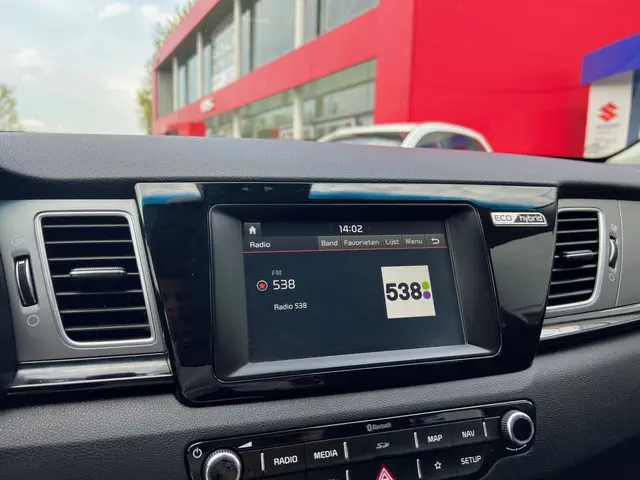 14:02
Radio Band Favorieten Lijst Menu
FM
538
Radio 538
538
ECO hybrid
Bluetooth
RADIO MEDIA SD MAP NAV
SETUP